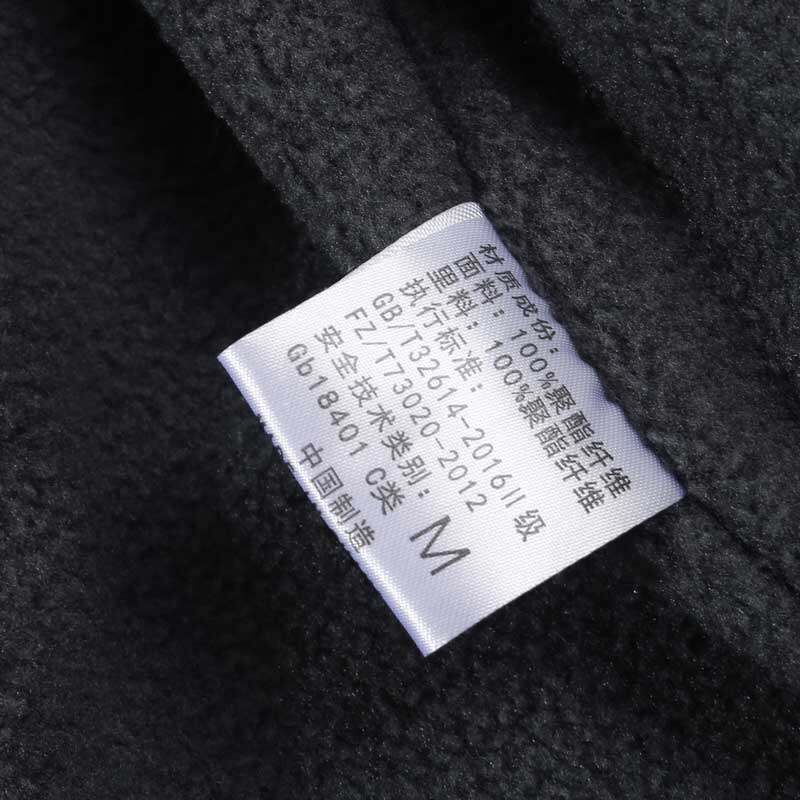 材质成份:
面料: 100%聚酯纤维
里料: 100%聚酯纤维
执行标准:
GB/T32614-2016II级
FZ/T73020-2012
安全技术类别:
Gb18401 C类
M
中国制造